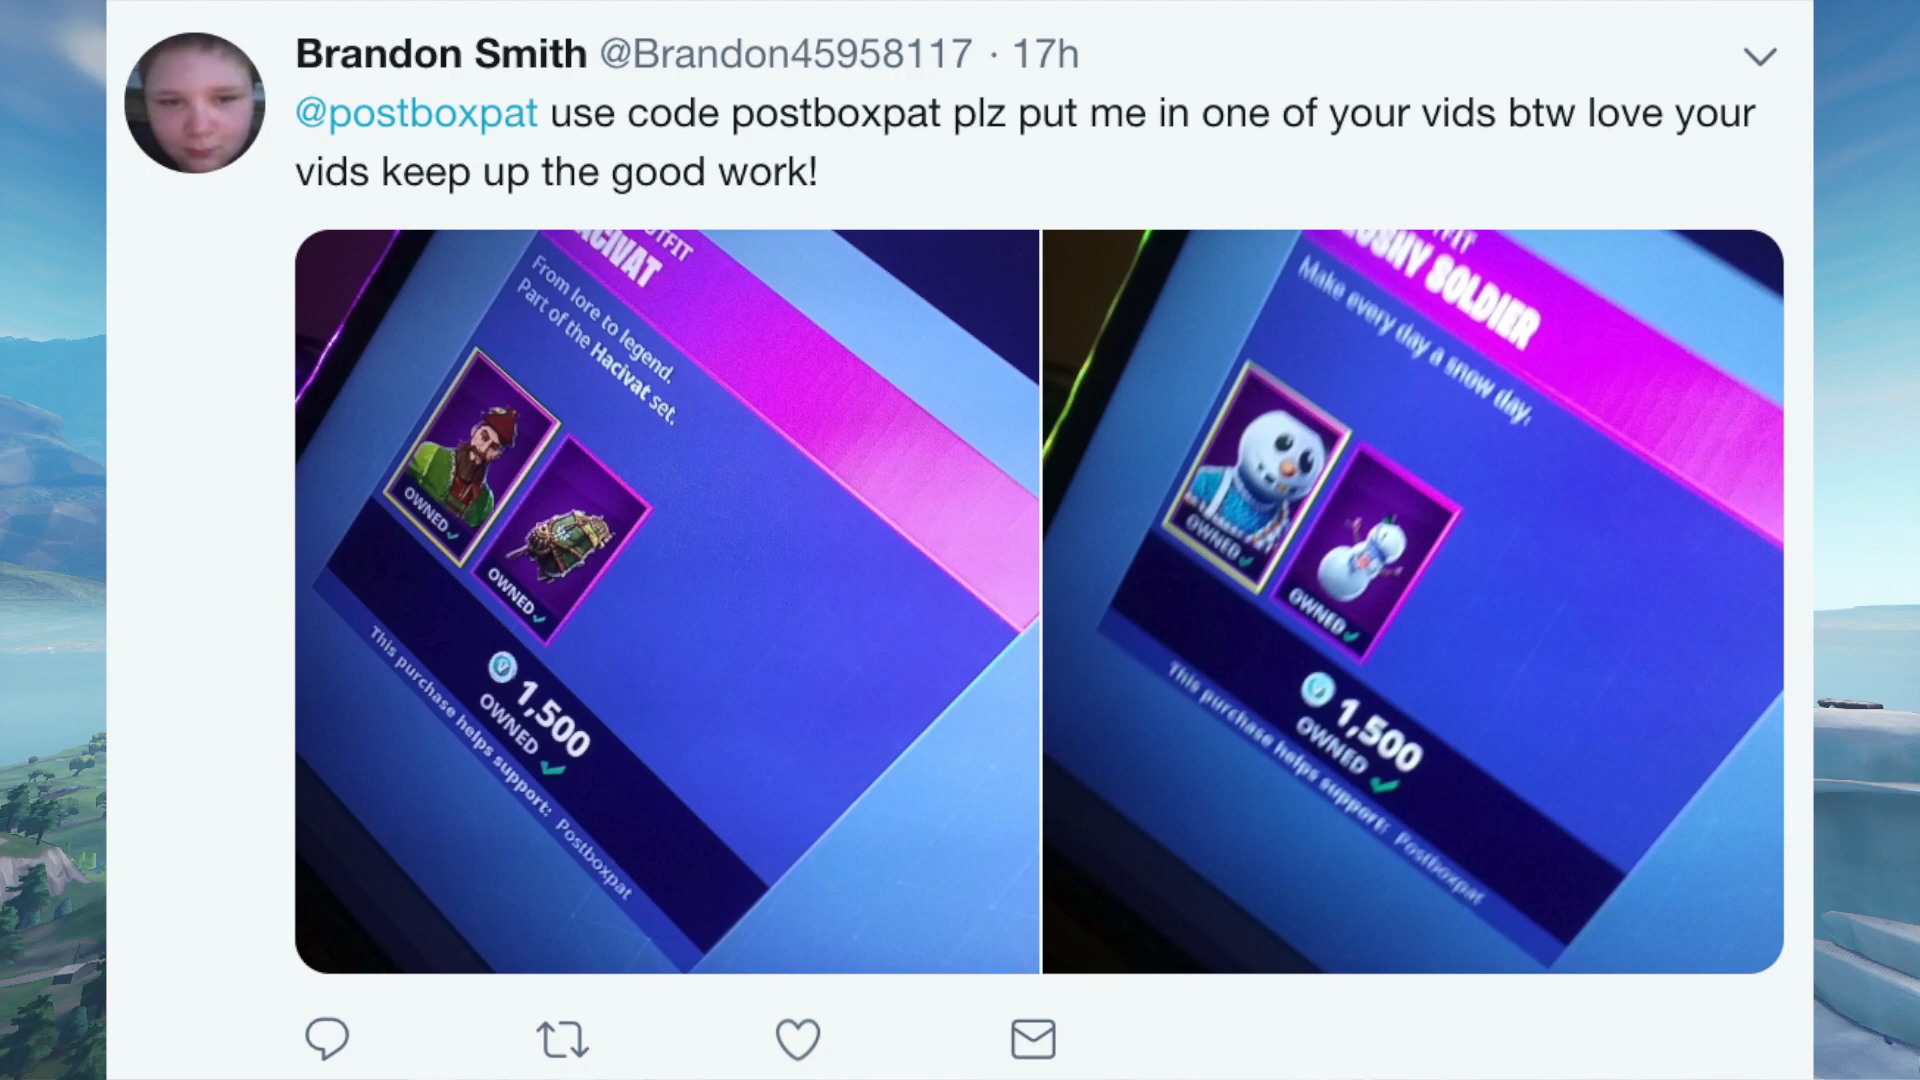 Brandon Smith @Brandon45958117 · 17h
@postboxpat use code postboxpat plz put me in one of your vids btw love your
vids keep up the good work!
From lore to legend.
Part of the Hacivat set.
OWNED
OWNED
1,500
OWNED
This purchase helps support: Postboxpat
SOLDIER
Make every day a snow day.
OWNED
OWNED
1,500
OWNED
This purchase helps support: Postboxpat